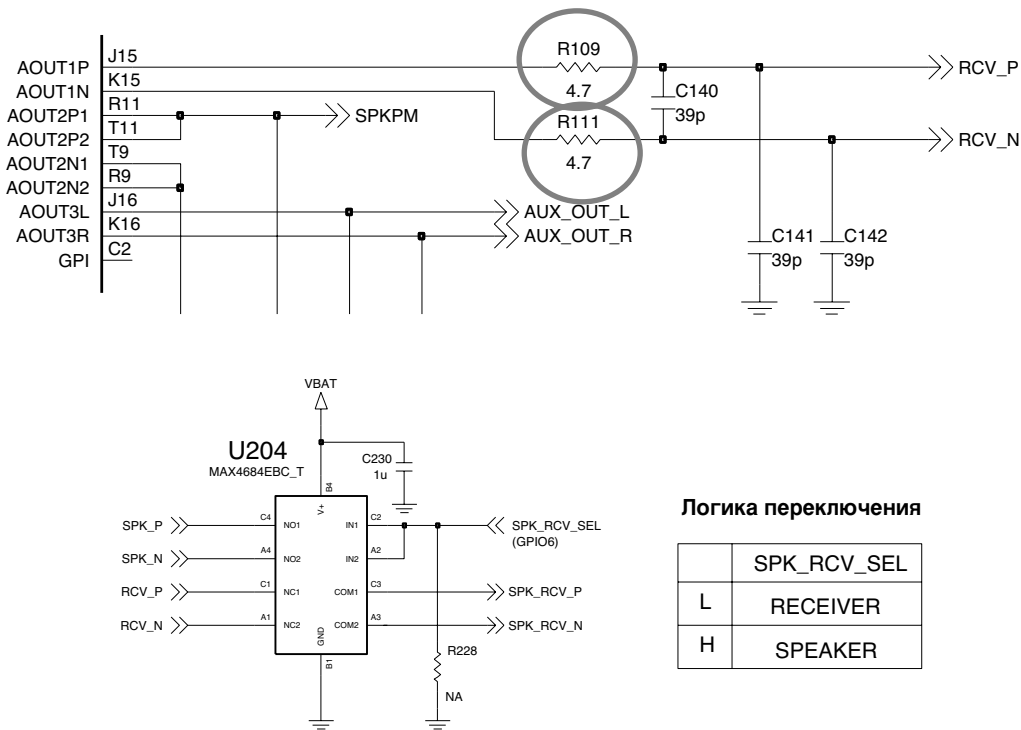 AOUT1P J15 R109 4.7 RCV_P
AOUT1N K15
AOUT2P1 R11 SPKPM
C140
39p
AOUT2P2 T11 R111 4.7 RCV_N
AOUT2N1 T9
AOUT2N2 R9
AOUT3L J16 AUX_OUT_L
AOUT3R K16 AUX_OUT_R
GPI C2
C141
39p
C142
39p
VBAT
U204
MAX4684EBC_T
C230
1u
B4
V+
SPK_P C4 NO1 IN1 C2 SPK_RCV_SEL
(GPIO6)
SPK_N A4 NO2 IN2 A2
RCV_P C1 NC1 COM1 C3 SPK_RCV_P
RCV_N A1 NC2 COM2 A3 SPK_RCV_N
GND
B1
R228
NA
Логика переключения
SPK_RCV_SEL
L RECEIVER
H SPEAKER